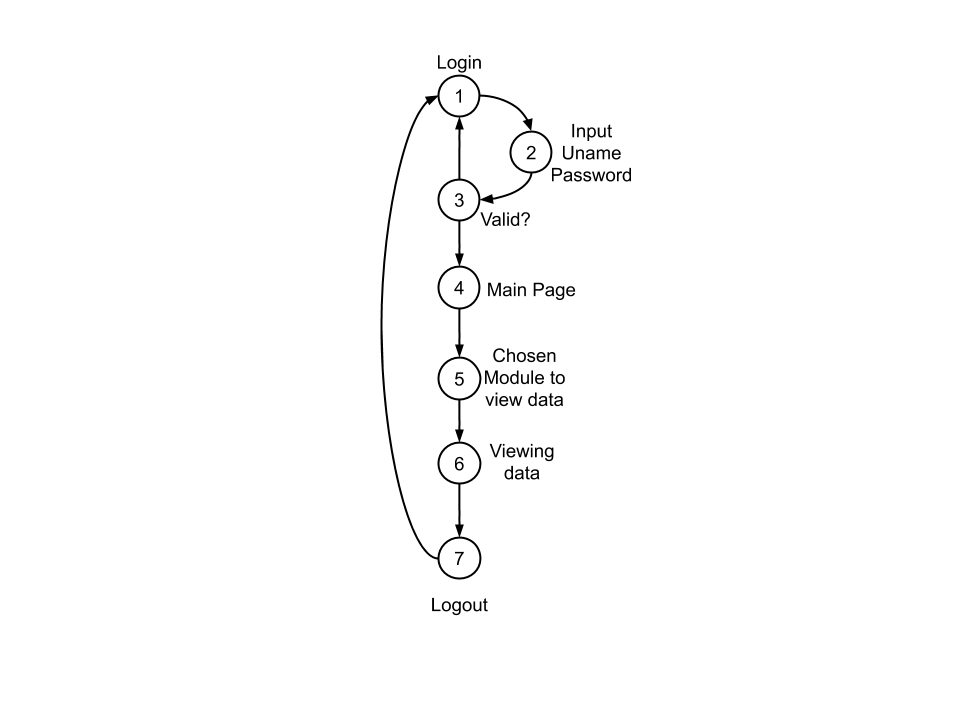 Login
1
2
Input
Uname
Password
3
Valid?
4
Main Page
5
Chosen
Module to
view data
6
Viewing
data
7
Logout